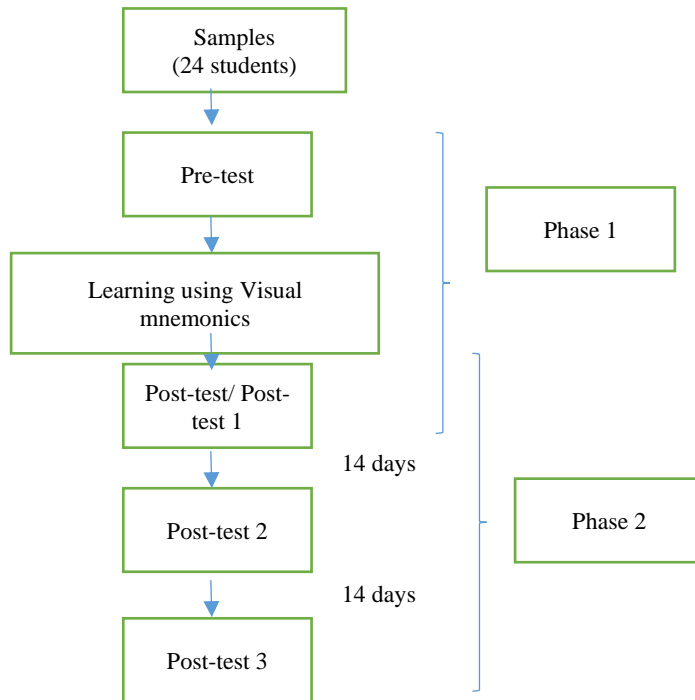 Samples
(24 students)
Pre-test
Phase 1
Learning using Visual
mnemonics
Post-test/ Post-
test 1
14 days
Post-test 2
Phase 2
14 days
Post-test 3